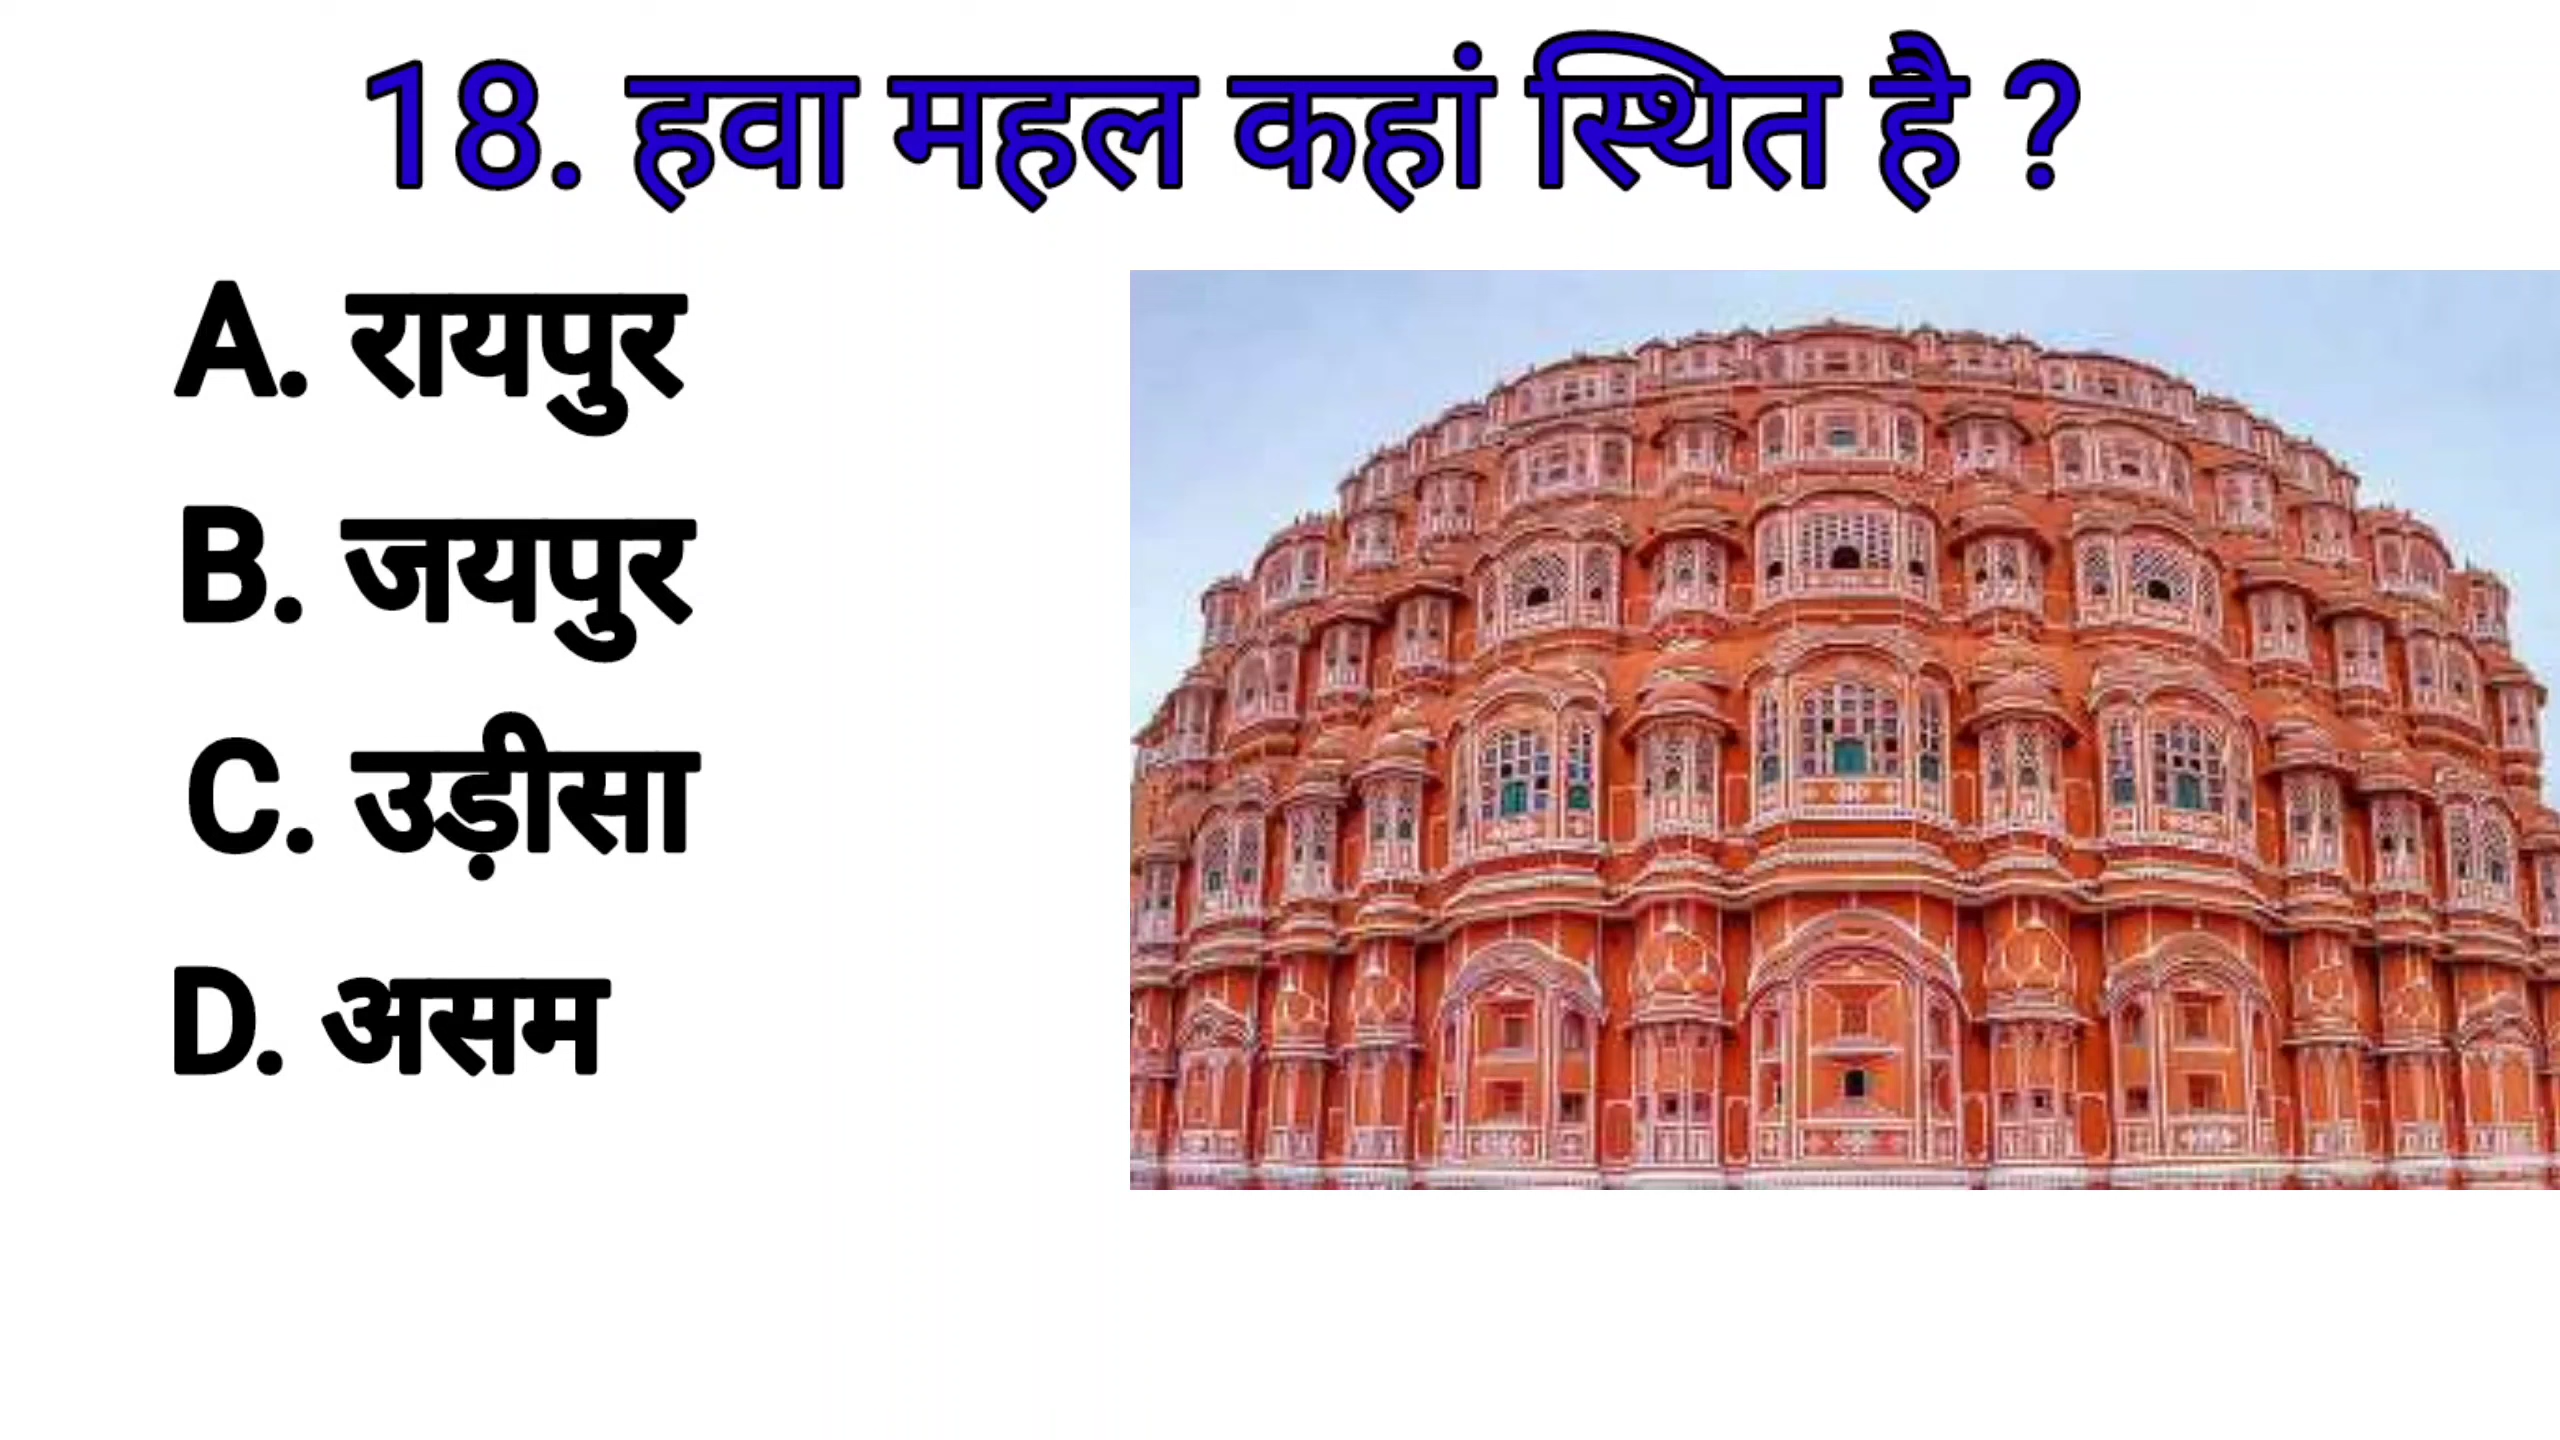 18. हवा महल कहां स्थित है ?
A. रायपुर
B. जयपुर
C. उड़ीसा
D. असम